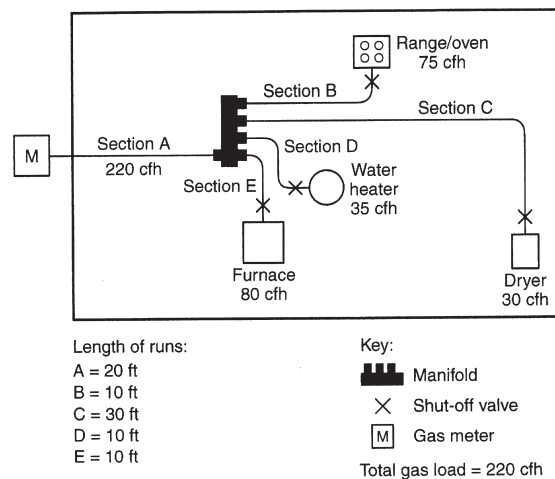 Range/oven
75 cfh
Section B
Section C
Section A
220 cfh
M
Section D
Section E
Water
heater
35 cfh
Furnace
80 cfh
Dryer
30 cfh
Length of runs:
A = 20 ft
B = 10 ft
C = 30 ft
D = 10 ft
E = 10 ft
Key:
Manifold
Shut-off valve
M Gas meter
Total gas load = 220 cfh